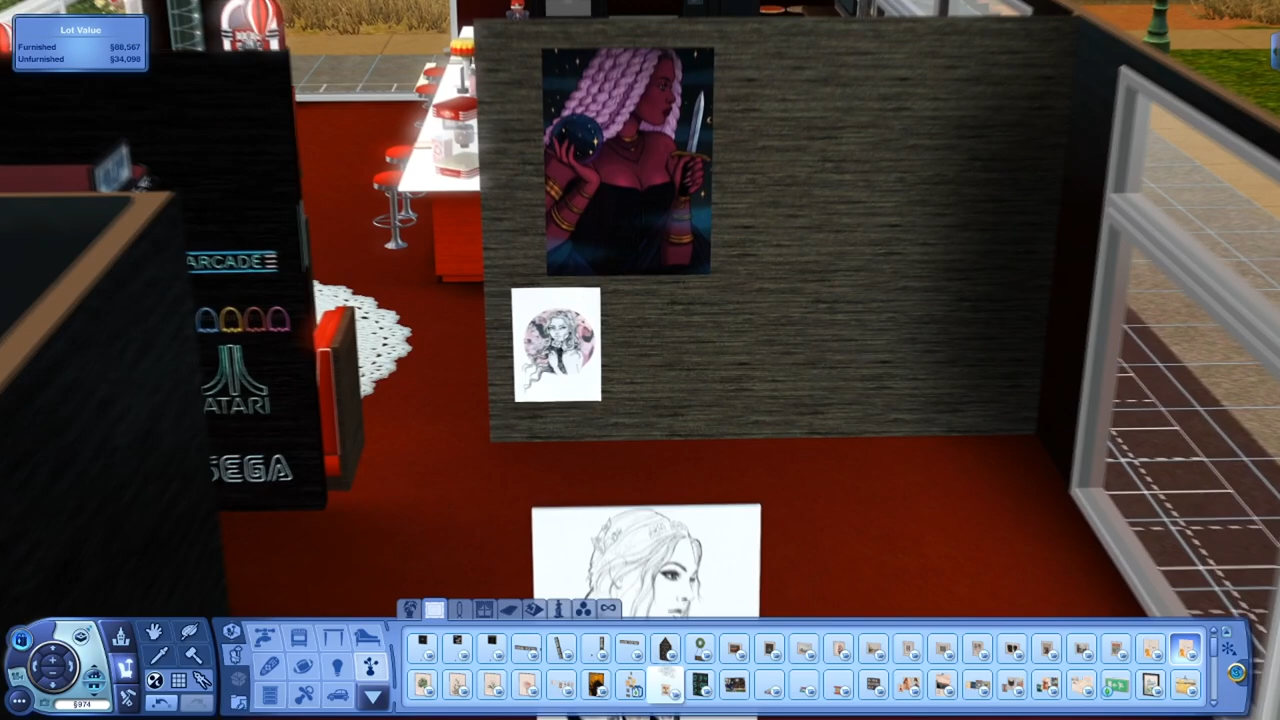 Lot Value
Furnished §88,567
Unfurnished §34,098
ARCADE
ATARI
SEGA
§974